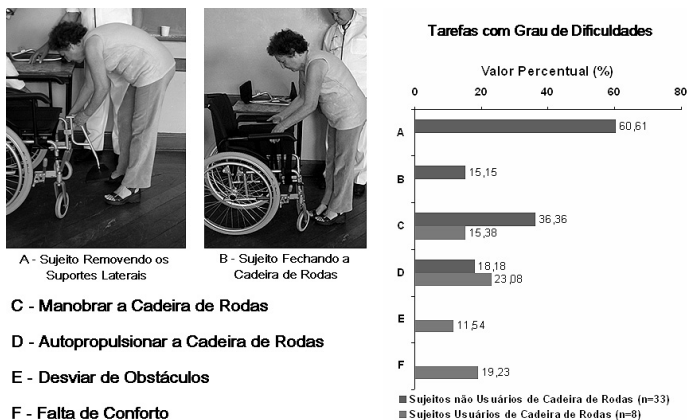 A - Sujeito Removendo os
Suportes Laterais
B - Sujeito Fechando a
Cadeira de Rodas
C - Manobrar a Cadeira de Rodas
D - Autopropulsionar a Cadeira de Rodas
E - Desviar de Obstáculos
F - Falta de Conforto
Tarefas com Grau de Dificuldades
Valor Percentual (%)
0 20 40 60 80
A 60,61
B 15,15
C 36,36
15,38
D 18,18
23,08
E 11,54
F 19,23
Sujeitos não Usuários de Cadeira de Rodas (n=33)
Sujeitos Usuários de Cadeira de Rodas (n=8)